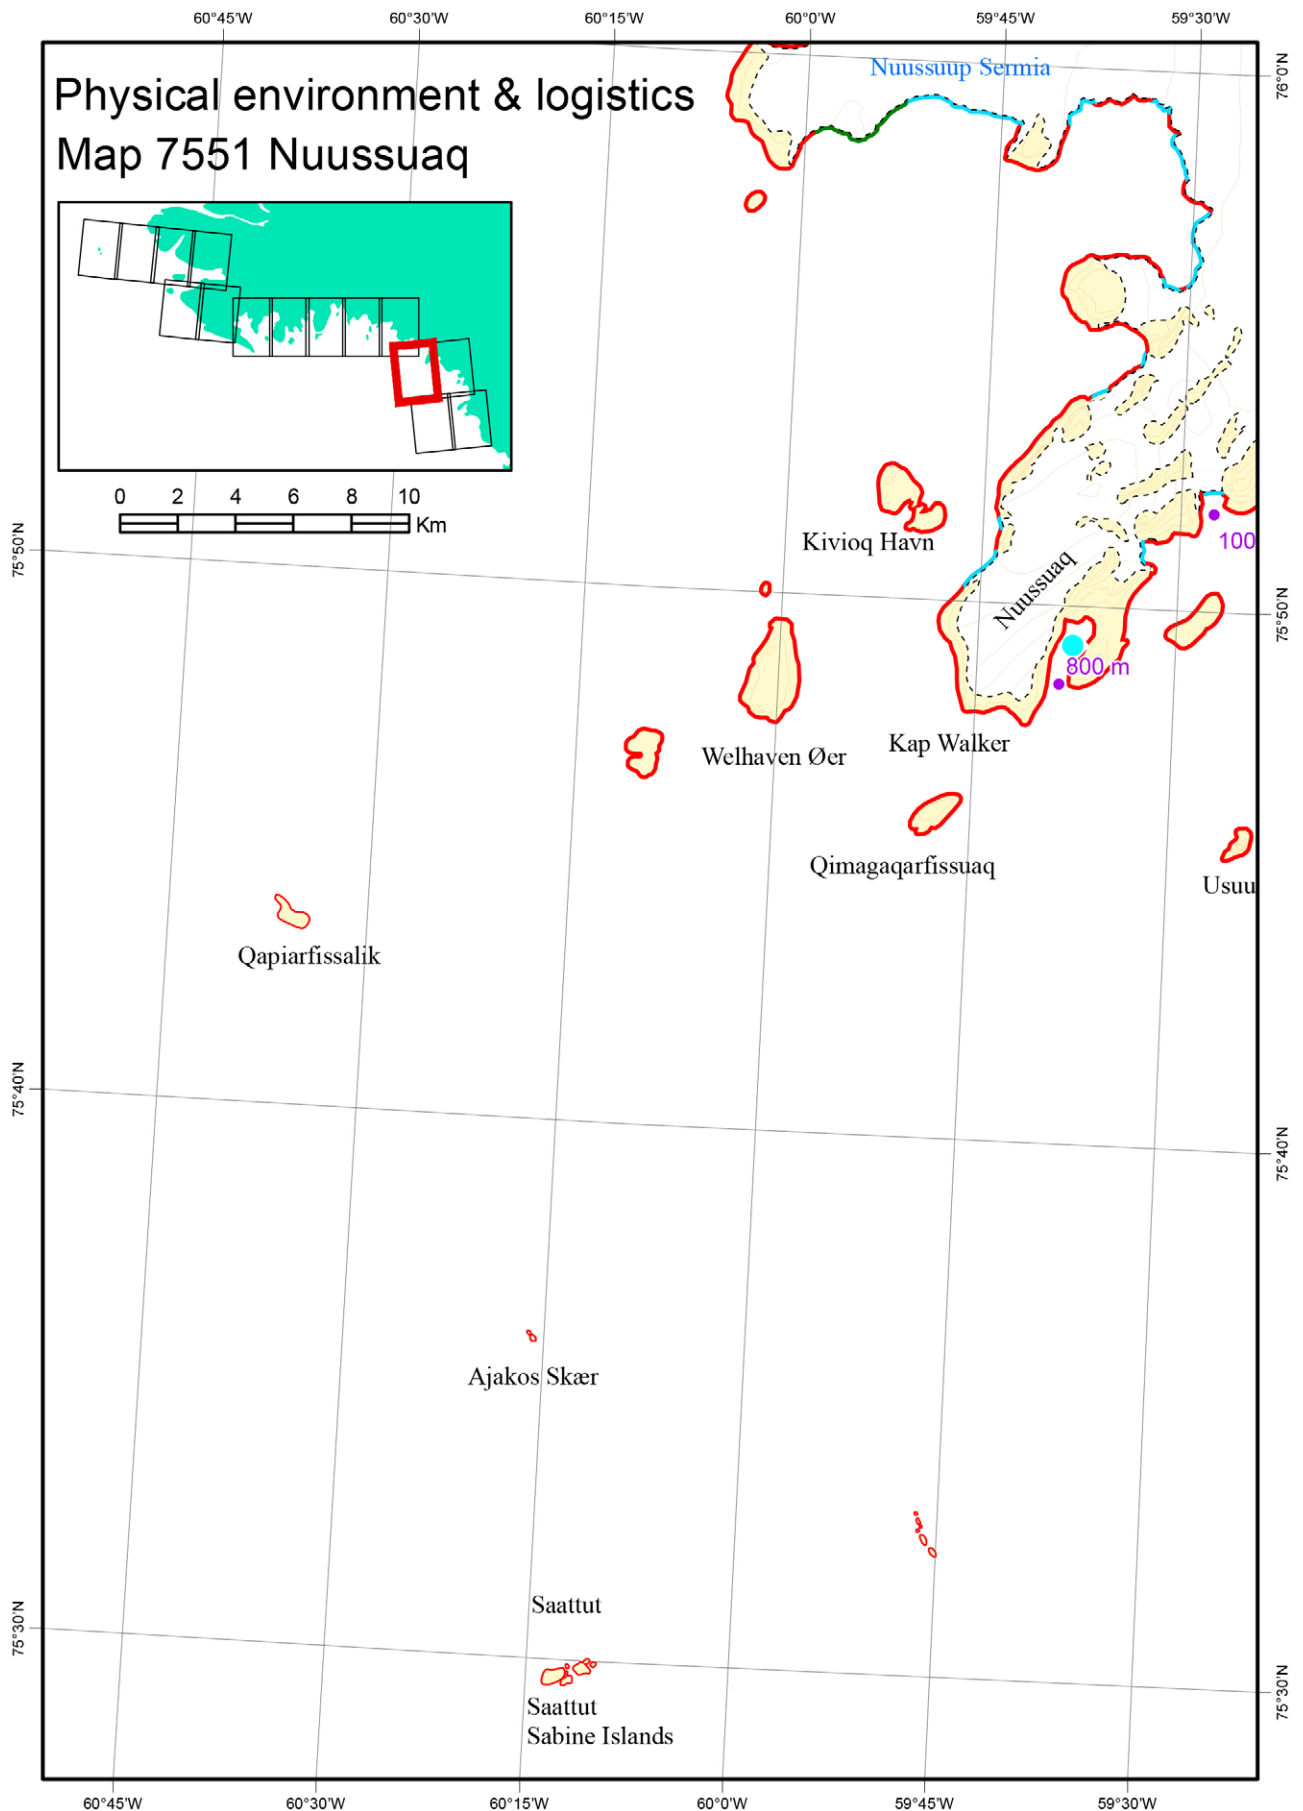 60°45'W 60°30'W 60°15'W 60°0'W 59°45'W 59°30'W
Physical environment & logistics
Map 7551 Nuussuaq
Nuussuup Sermia
76°0'N
0 2 4 6 8 10
Km
Kivioq Havn
100
75°50'N
75°50'N
Nuussuaq
800 m
Welhaven Øer
Kap Walker
Qimagaqarfissuaq
Usuu
Qapiarfissalik
75°40'N
75°40'N
Ajakos Skær
Saattut
75°30'N
75°30'N
Saattut
Sabine Islands
60°45'W 60°30'W 60°15'W 60°0'W 59°45'W 59°30'W